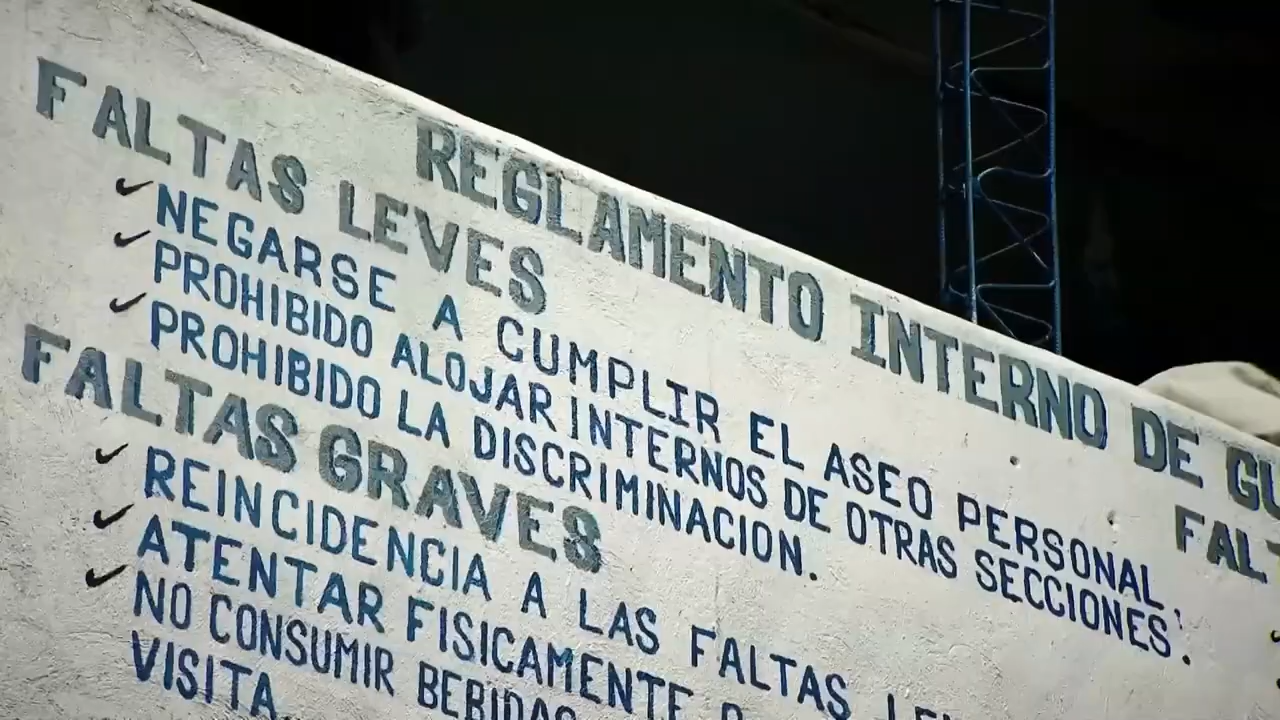 REGLAMENTO INTERNO DE GU
FALTAS LEVES
NEGARSE A CUMPLIR EL ASEO PERSONAL,
PROHIBIDO ALOJAR INTERNOS DE OTRAS SECCIONES.
PROHIBIDO LA DISCRIMINACION.
FALTAS GRAVES
REINCIDENCIA A LAS FALTAS LE
ATENTAR FISICAMENTE
NO CONSUMIR BEBIDAS
VISITA.
FALT